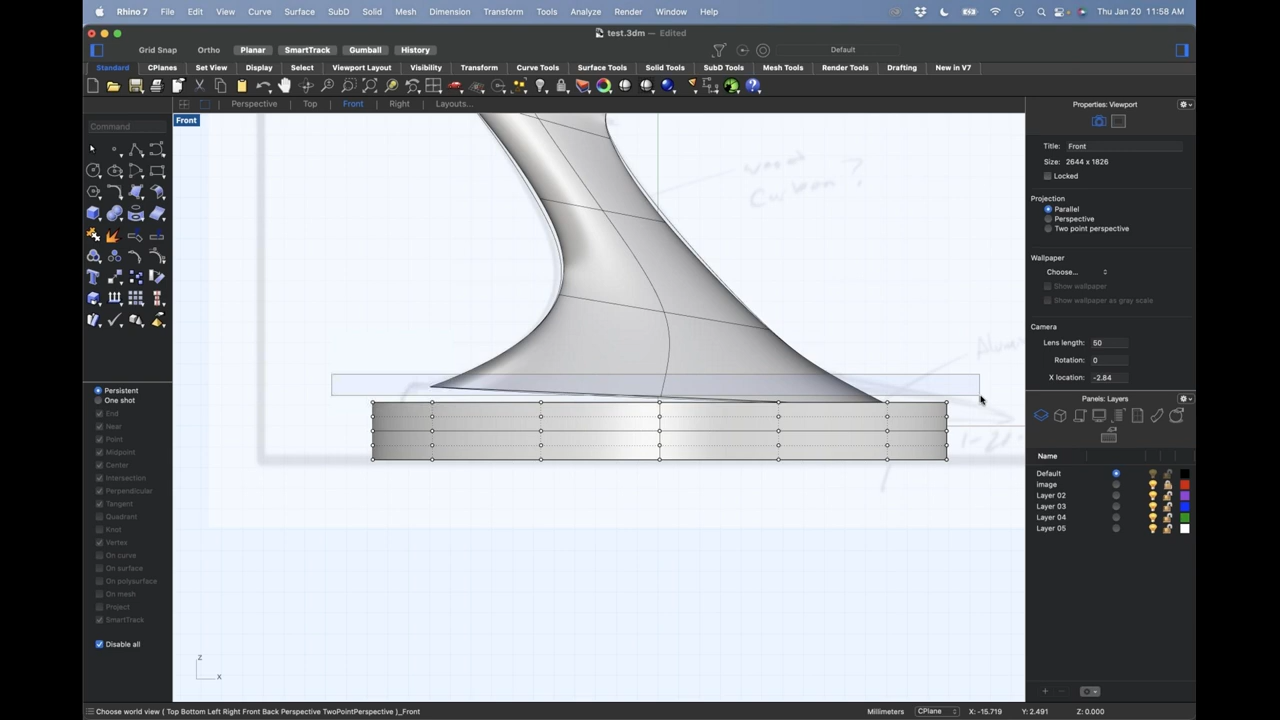 Rhino 7 File Edit View Curve Surface SubD Solid Mesh Dimension Transform Tools Analyze Render Window Help Thu Jan 20 11:58 AM
test.3dm — Edited
Grid Snap Ortho Planar SmartTrack Gumball History Default
Standard CPlanes Set View Display Select Viewport Layout Visibility Transform Curve Tools Surface Tools Solid Tools SubD Tools Mesh Tools Render Tools Drafting New in V7
Perspective Top Front Right Layouts...
Properties: Viewport
Front
Command
Title: Front
Size: 2644 x 1826
Locked
Projection
Parallel
Perspective
Two point perspective
Wallpaper
Choose...
Show wallpaper
Show wallpaper as gray scale
Camera
Lens length: 50
Rotation: 0
X location: -2.84
Panels: Layers
Name
Default
image
Layer 02
Layer 03
Layer 04
Layer 05
Persistent
One shot
End
Near
Point
Midpoint
Center
Intersection
Perpendicular
Tangent
Quadrant
Knot
Vertex
On curve
On surface
On polysurface
On mesh
Project
SmartTrack
Disable all
z
x
Choose world view ( Top Bottom Left Right Front Back Perspective TwoPointPerspective )_Front
Millimeters CPlane X: -15.719 Y: 2.491 Z: 0.000